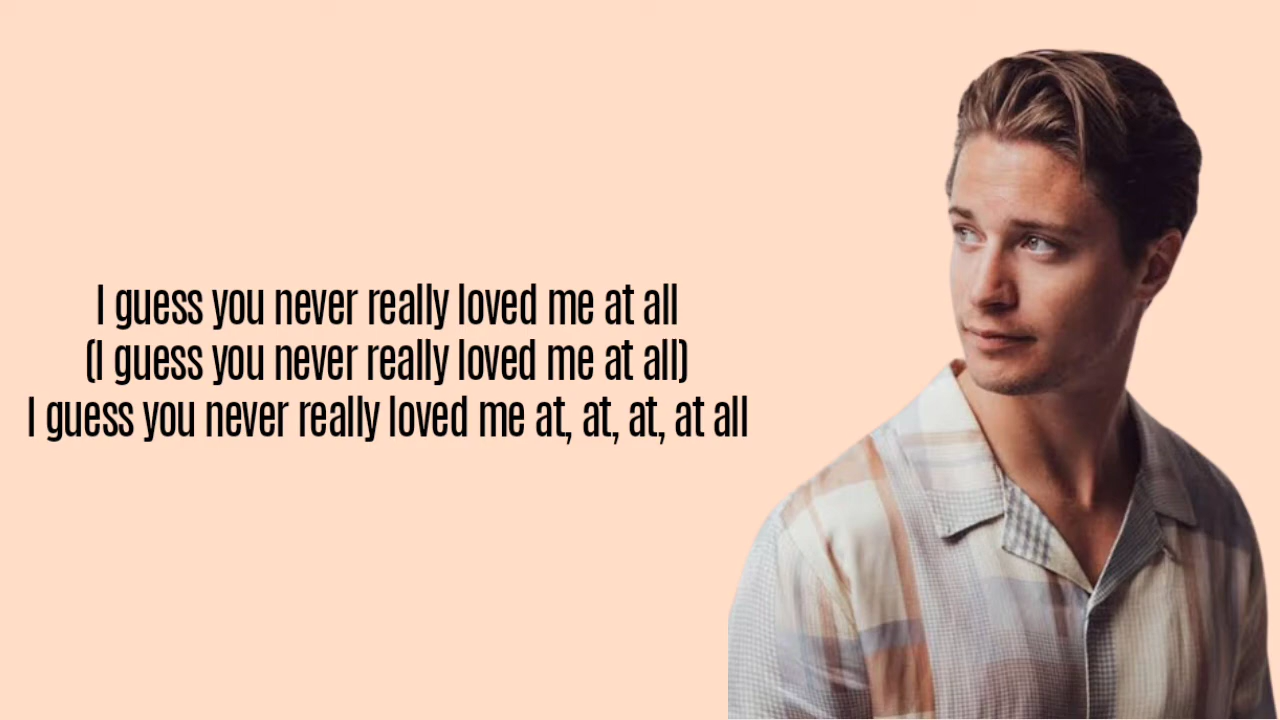 I guess you never really loved me at all
(I guess you never really loved me at all)
I guess you never really loved me at, at, at, at all